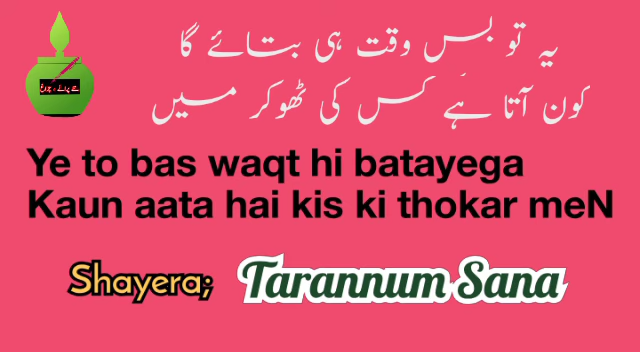 یہ تو بس وقت ہی بتائے گا
کون آتا ہَے کس کی ٹھوکر میں
Ye to bas waqt hi batayega
Kaun aata hai kis ki thokar meN
Shayera; Tarannum Sana